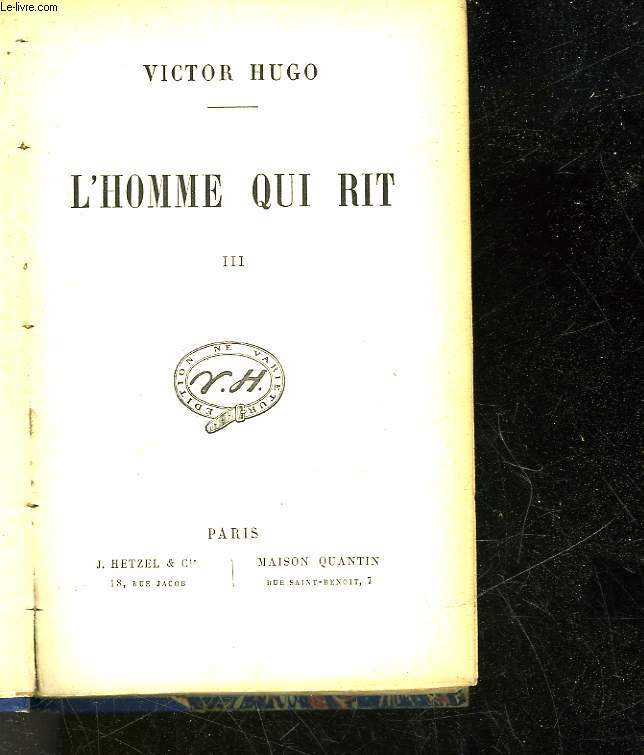 Le-livre.com
VICTOR HUGO
L'HOMME QUI RIT
III
EDITION NE VARIETUR
V.H.
PARIS
J. HETZEL & Cie
18, RUE JACOB
MAISON QUANTIN
RUE SAINT-BENOIT, 7